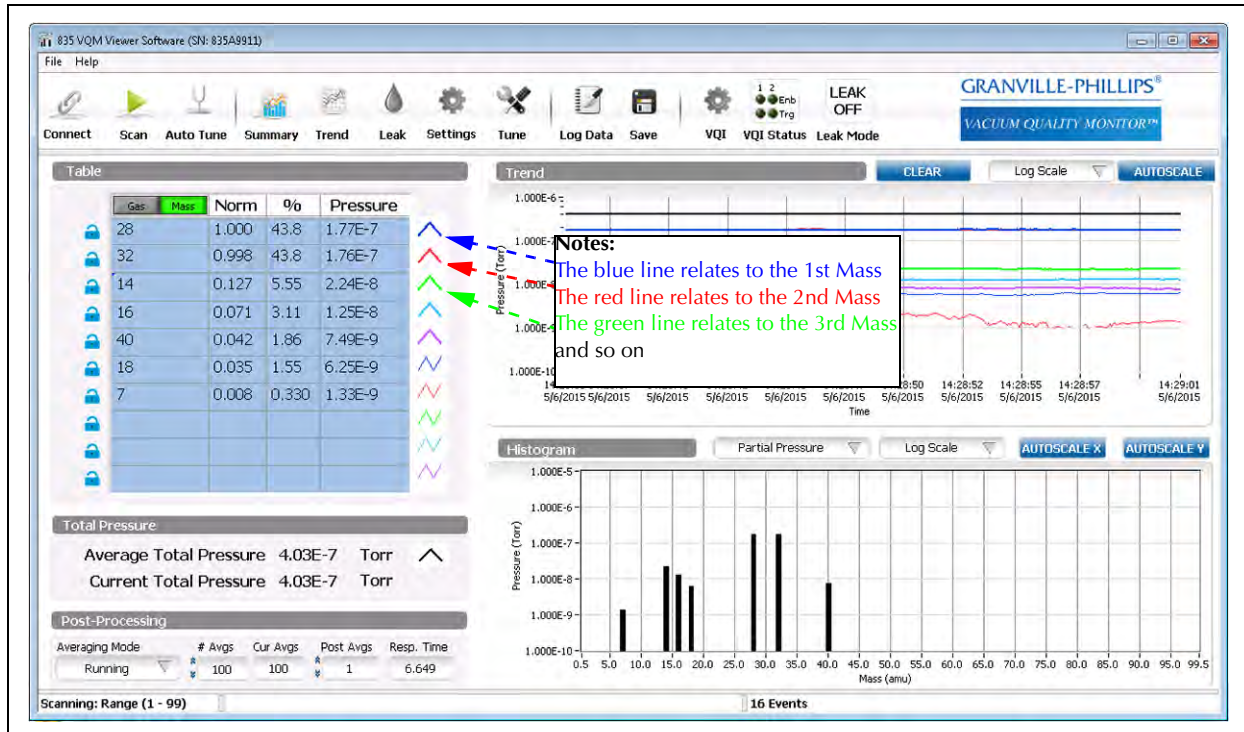 835 VQM Viewer Software (SN: 835A9911)
File Help
Connect Scan Auto Tune Summary Trend Leak Settings Tune Log Data Save VQI VQI Status Leak Mode
1 2
Enb
Trg
LEAK
OFF
GRANVILLE-PHILLIPS®
VACUUM QUALITY MONITOR™
Table
Gas Mass Norm % Pressure
28 1.000 43.8 1.77E-7
32 0.998 43.8 1.76E-7
14 0.127 5.55 2.24E-8
16 0.071 3.11 1.25E-8
40 0.042 1.86 7.49E-9
18 0.035 1.55 6.25E-9
7 0.008 0.330 1.33E-9
Total Pressure
Average Total Pressure 4.03E-7 Torr
Current Total Pressure 4.03E-7 Torr
Post-Processing
Averaging Mode # Avgs Cur Avgs Post Avgs Resp. Time
Running 100 100 1 6.649
Trend CLEAR Log Scale AUTOSCALE
Pressure (Torr)
1.000E-6
1.000E-7
1.000E-10
Notes:
The blue line relates to the 1st Mass
The red line relates to the 2nd Mass
The green line relates to the 3rd Mass
and so on
14:28:52 14:28:55 14:28:57 14:29:01
5/6/2015 5/6/2015 5/6/2015 5/6/2015 5/6/2015 5/6/2015 5/6/2015 5/6/2015 5/6/2015 5/6/2015 5/6/2015
Time
Histogram Partial Pressure Log Scale AUTOSCALE X AUTOSCALE Y
Pressure (Torr)
1.000E-5
1.000E-6
1.000E-7
1.000E-8
1.000E-9
1.000E-10
0.5 5.0 10.0 15.0 20.0 25.0 30.0 35.0 40.0 45.0 50.0 55.0 60.0 65.0 70.0 75.0 80.0 85.0 90.0 95.0 99.5
Mass (amu)
Scanning: Range (1 - 99)
16 Events